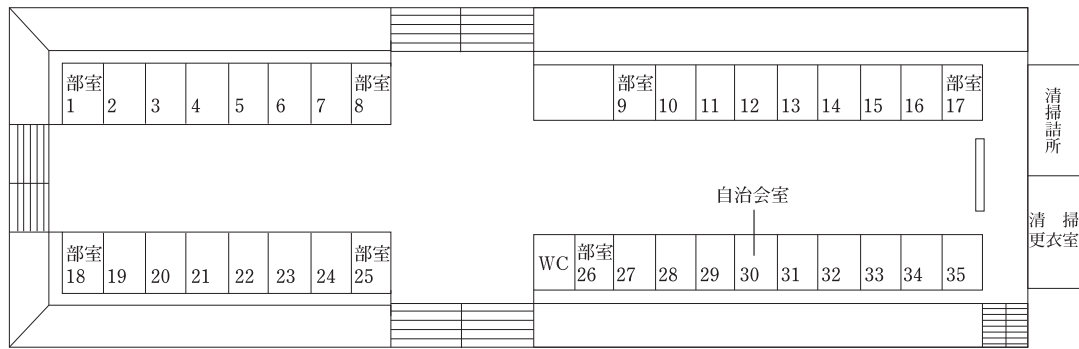 部室 部室
1 2 3 4 5 6 7 8
部室 部室
9 10 11 12 13 14 15 16 17
清掃詰所
自治会室
清 掃
更衣室
部室 部室
18 19 20 21 22 23 24 25
WC 部室
26 27 28 29 30 31 32 33 34 35